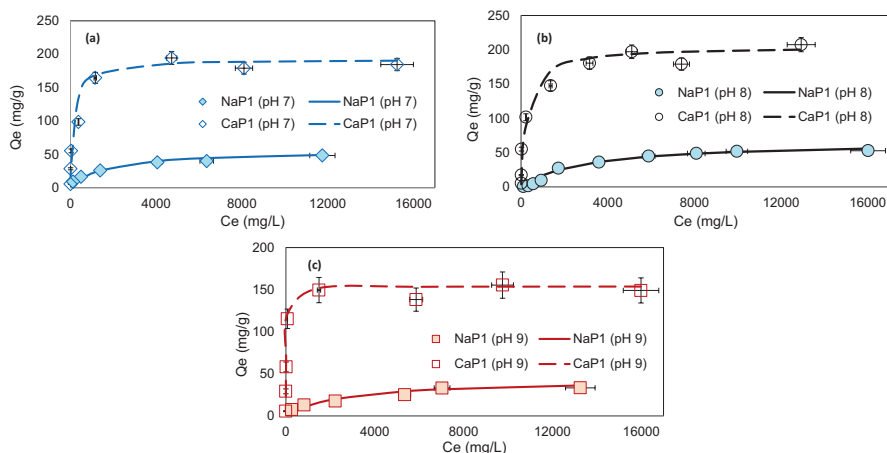 (a)
Qe (mg/g)
250
200
150
100
50
0
NaP1 (pH 7) NaP1 (pH 7)
CaP1 (pH 7) CaP1 (pH 7)
0 4000 8000 12000 16000
Ce (mg/L)
(b)
Qe (mg/g)
250
200
150
100
50
0
NaP1 (pH 8) NaP1 (pH 8)
CaP1 (pH 8) CaP1 (pH 8)
0 4000 8000 12000 16000
Ce (mg/L)
(c)
Qe (mg/g)
200
150
100
50
0
NaP1 (pH 9) NaP1 (pH 9)
CaP1 (pH 9) CaP1 (pH 9)
0 4000 8000 12000 16000
Ce (mg/L)